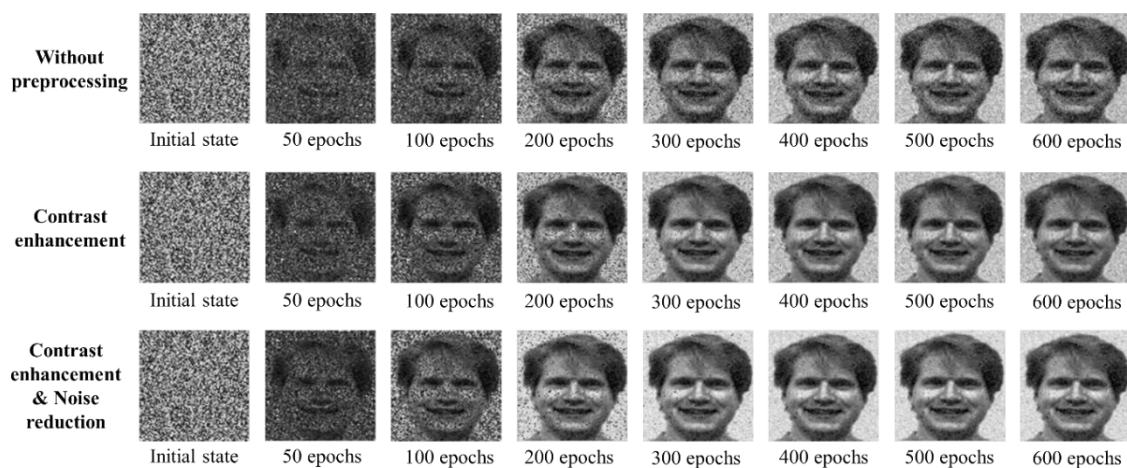 Without
preprocessing
Initial state 50 epochs 100 epochs 200 epochs 300 epochs 400 epochs 500 epochs 600 epochs
Contrast
enhancement
Initial state 50 epochs 100 epochs 200 epochs 300 epochs 400 epochs 500 epochs 600 epochs
Contrast
enhancement
& Noise
reduction
Initial state 50 epochs 100 epochs 200 epochs 300 epochs 400 epochs 500 epochs 600 epochs